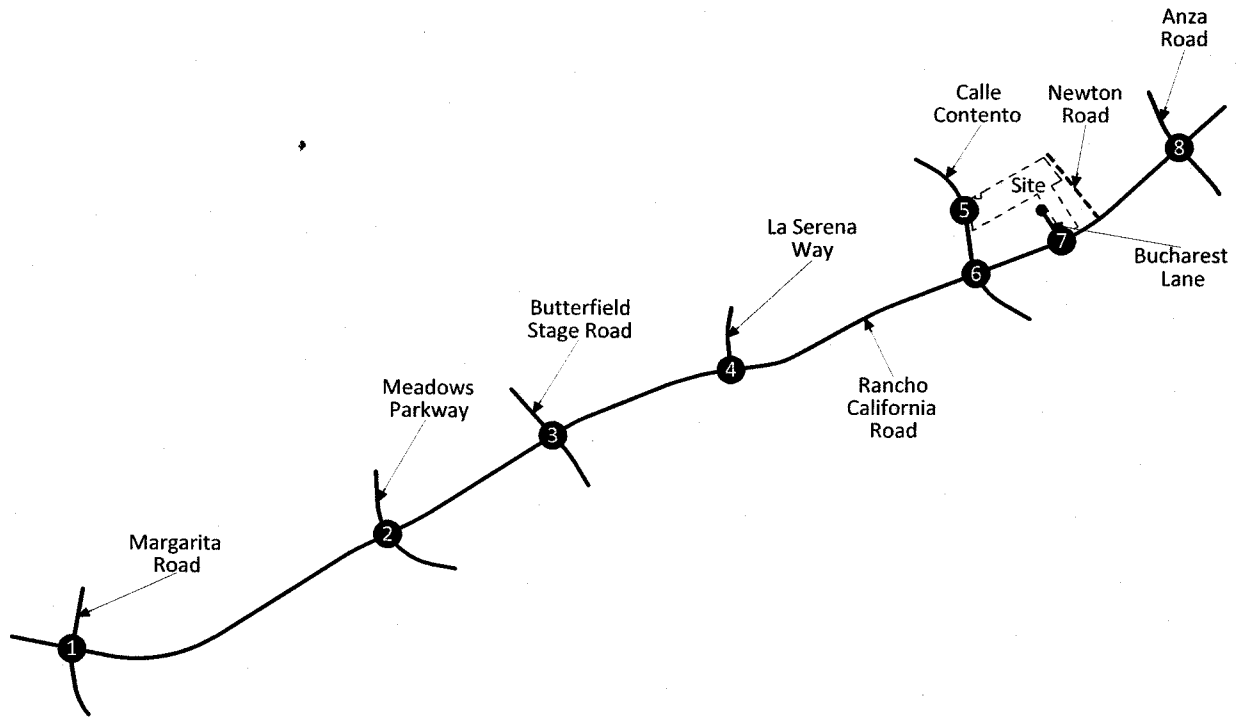 Anza
Road
Calle
Contento
Newton
Road
8
Site
5
La Serena
Way
7
Bucharest
Lane
6
Butterfield
Stage Road
4
Rancho
California
Road
Meadows
Parkway
3
2
Margarita
Road
1